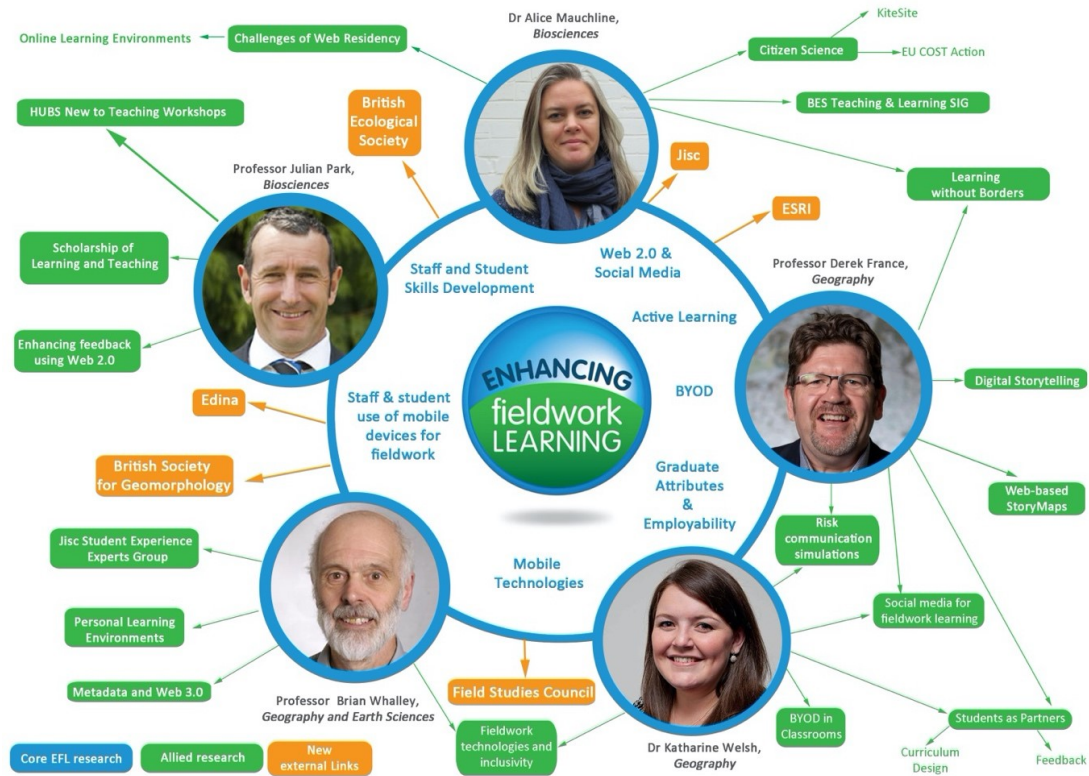 Dr Alice Mauchline,
Biosciences
KiteSite
Online Learning Environments
Challenges of Web Residency
Citizen Science
EU COST Action
HUBS New to Teaching Workshops
British
Ecological
Society
BES Teaching & Learning SIG
Jisc
Professor Julian Park,
Biosciences
Learning
without Borders
ESRI
Scholarship of
Learning and Teaching
Staff and Student
Skills Development
Web 2.0 &
Social Media
Professor Derek France,
Geography
Active Learning
Enhancing feedback
using Web 2.0
ENHANCING
fieldwork
LEARNING
BYOD
Digital Storytelling
Edina
Staff & student
use of mobile
devices for
fieldwork
British Society
for Geomorphology
Graduate
Attributes
&
Employability
Web-based
StoryMaps
Risk
communication
simulations
Jisc Student Experience
Experts Group
Mobile
Technologies
Social media for
fieldwork learning
Personal Learning
Environments
Metadata and Web 3.0
Field Studies Council
Professor Brian Whalley,
Geography and Earth Sciences
Fieldwork
technologies and
inclusivity
Dr Katharine Welsh,
Geography
BYOD in
Classrooms
Students as Partners
Curriculum
Design
Feedback
Core EFL research
Allied research
New
external Links